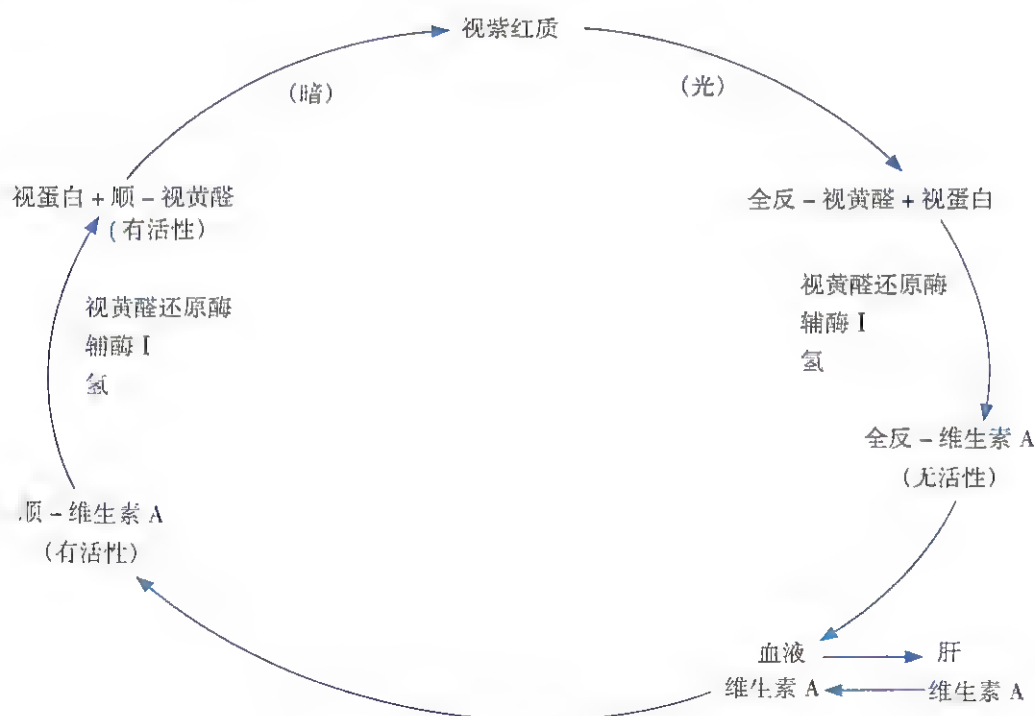 视紫红质
(暗)
(光)
视蛋白+顺-视黄醛
(有活性)
全反-视黄醛+视蛋白
视黄醛还原酶
辅酶Ⅰ
氢
视黄醛还原酶
辅酶Ⅰ
氢
全反-维生素 A
(无活性)
顺-维生素 A
(有活性)
血液
肝
维生素 A
维生素 A